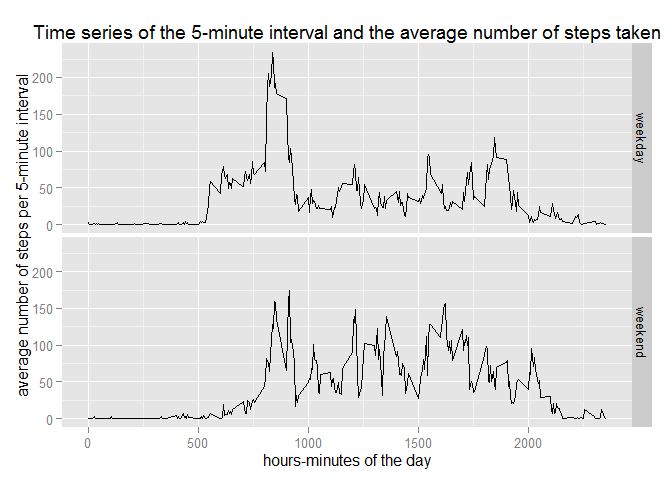 Time series of the 5-minute interval and the average number of steps taken
average number of steps per 5-minute interval
200
150
100
50
0
weekday
200
150
100
50
0
weekend
0 500 1000 1500 2000
hours-minutes of the day